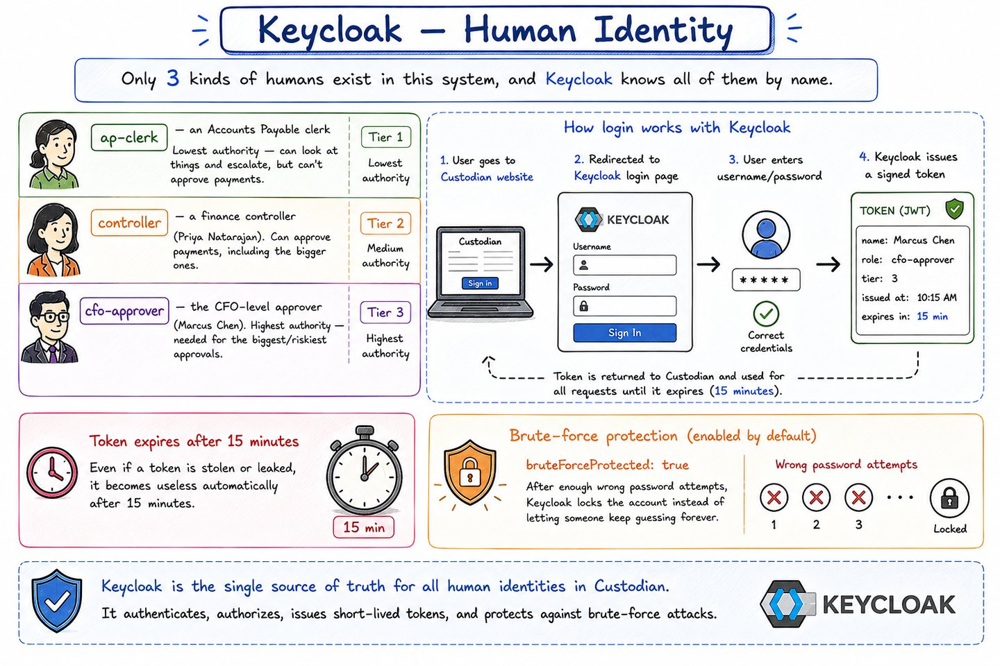 Keycloak — Human Identity
Only 3 kinds of humans exist in this system, and Keycloak knows all of them by name.
ap-clerk
— an Accounts Payable clerk
Lowest authority — can look at
things and escalate, but can't
approve payments.
Tier 1
Lowest
authority
controller
— a finance controller
(Priya Natarajan). Can approve
payments, including the bigger
ones.
Tier 2
Medium
authority
cfo-approver
— the CFO-level approver
(Marcus Chen). Highest authority —
needed for the biggest/riskiest
approvals.
Tier 3
Highest
authority
How login works with Keycloak
1. User goes to
Custodian website
Custodian
Sign in
2. Redirected to
Keycloak login page
KEYCLOAK
Username
Password
Sign In
3. User enters
username/password
*****
Correct
credentials
4. Keycloak issues
a signed token
TOKEN (JWT)
name: Marcus Chen
role: cfo-approver
tier: 3
issued at: 10:15 AM
expires in: 15 min
Token is returned to Custodian and used for
all requests until it expires (15 minutes).
Token expires after 15 minutes
Even if a token is stolen or leaked,
it becomes useless automatically
after 15 minutes.
15 min
Brute-force protection (enabled by default)
bruteForceProtected: true
After enough wrong password attempts,
Keycloak locks the account instead of
letting someone keep guessing forever.
Wrong password attempts
1 2 3 ...
Locked
Keycloak is the single source of truth for all human identities in Custodian.
It authenticates, authorizes, issues short-lived tokens, and protects against brute-force attacks.
KEYCLOAK